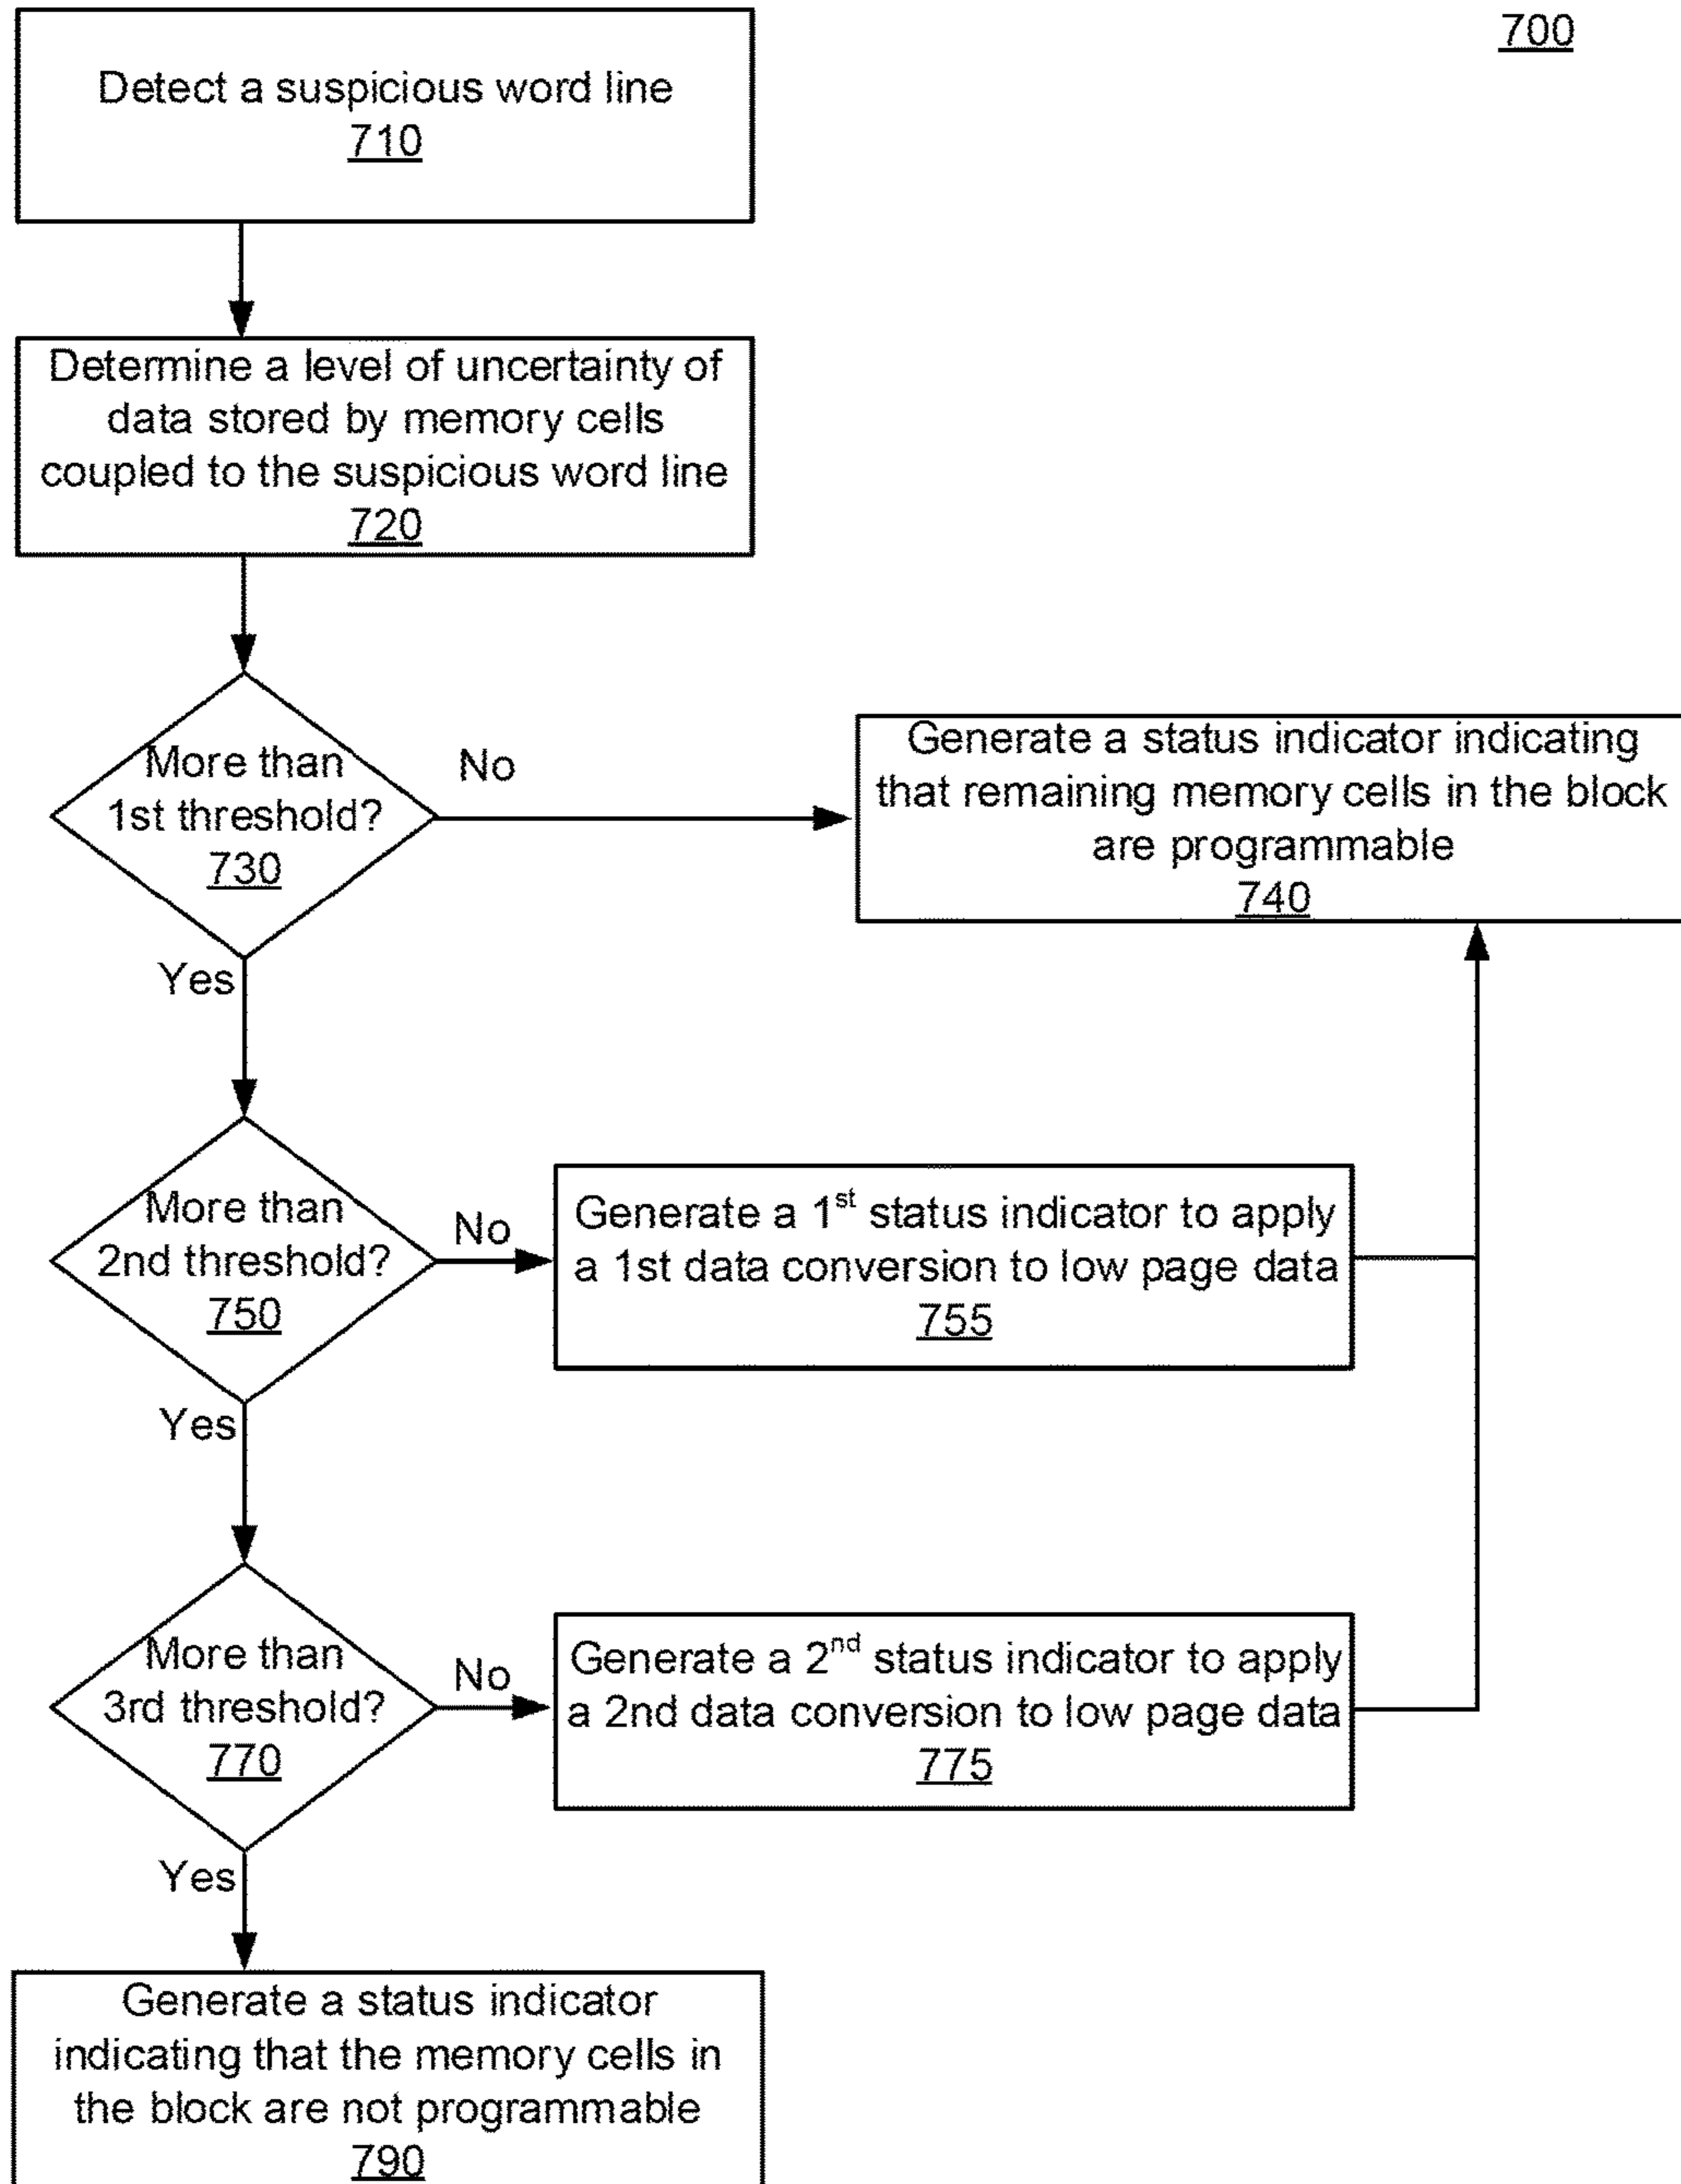 700
Detect a suspicious word line
710
Determine a level of uncertainty of
data stored by memory cells
coupled to the suspicious word line
720
More than
1st threshold?
730
No
Yes
Generate a status indicator indicating
that remaining memory cells in the block
are programmable
740
More than
2nd threshold?
750
No
Yes
Generate a 1st status indicator to apply
a 1st data conversion to low page data
755
More than
3rd threshold?
770
No
Yes
Generate a 2nd status indicator to apply
a 2nd data conversion to low page data
775
Generate a status indicator
indicating that the memory cells in
the block are not programmable
790